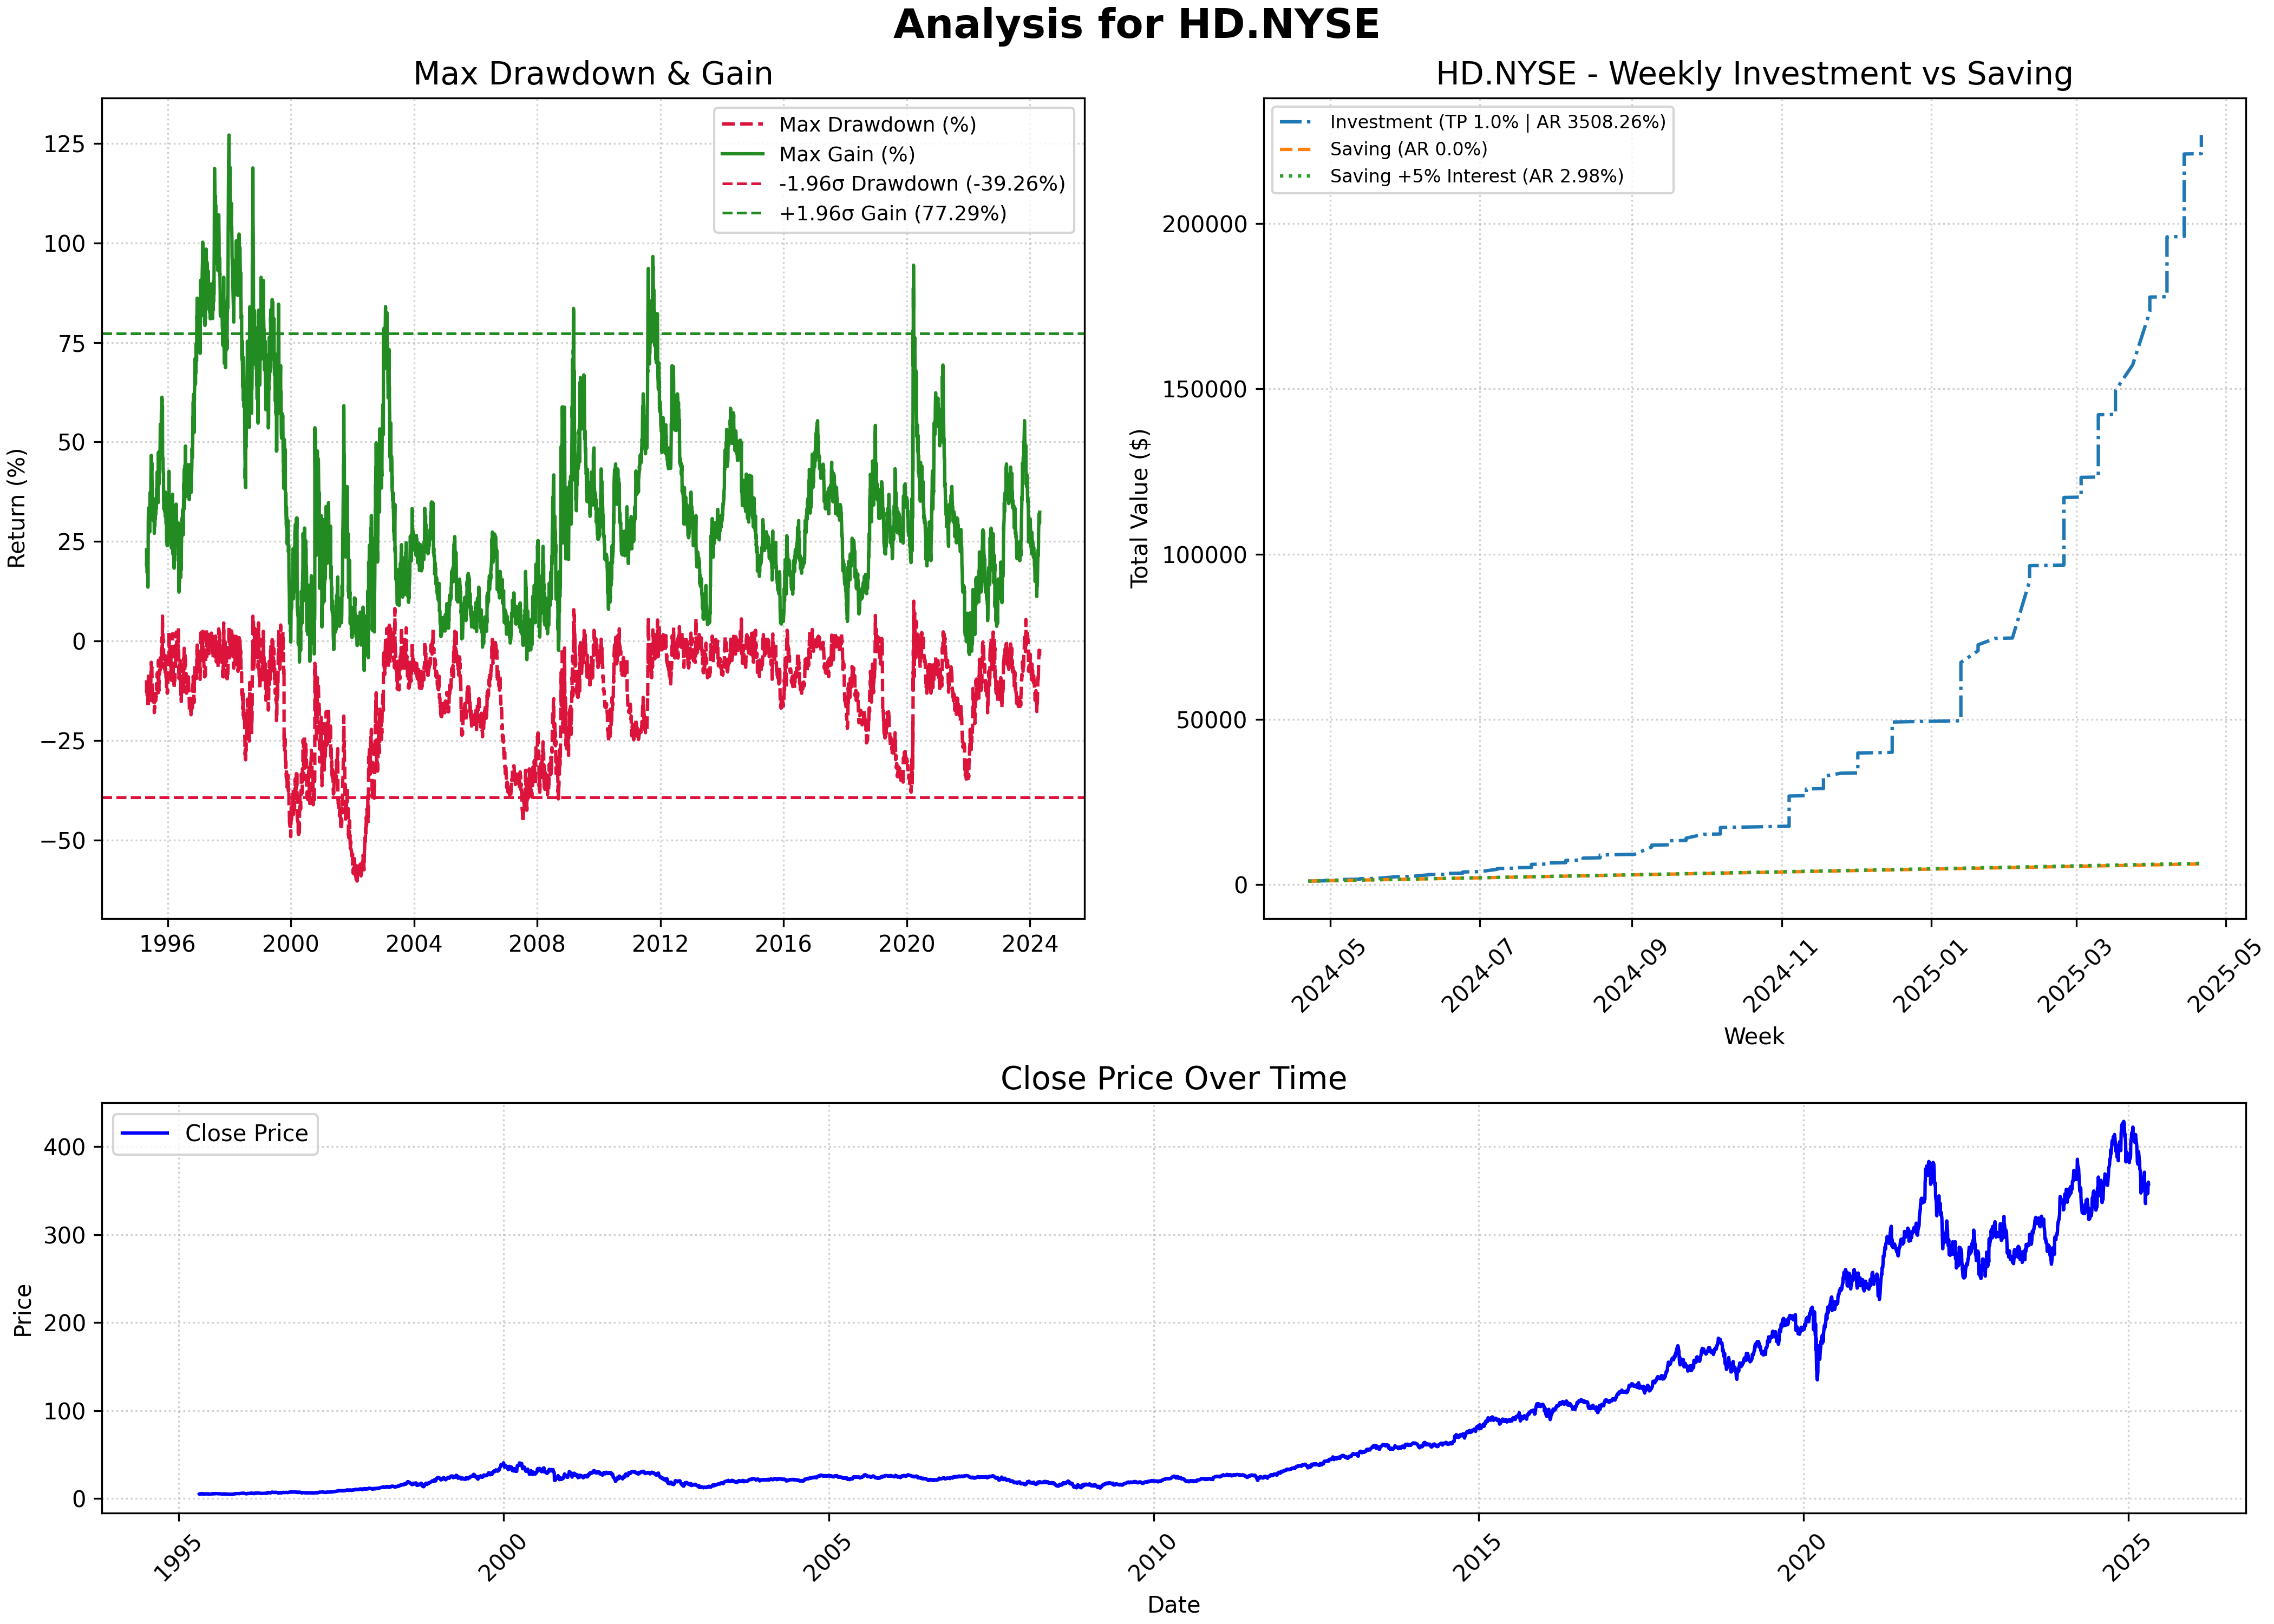 Analysis for HD.NYSE
Max Drawdown & Gain
Return (%)
125
100
75
50
25
0
−25
−50
1996
2000
2004
2008
2012
2016
2020
2024
Max Drawdown (%)
Max Gain (%)
-1.96σ Drawdown (-39.26%)
+1.96σ Gain (77.29%)
HD.NYSE - Weekly Investment vs Saving
Total Value ($)
200000
150000
100000
50000
0
2024-05
2024-07
2024-09
2024-11
2025-01
2025-03
2025-05
Week
Investment (TP 1.0% | AR 3508.26%)
Saving (AR 0.0%)
Saving +5% Interest (AR 2.98%)
Close Price Over Time
Price
400
300
200
100
0
1995
2000
2005
2010
2015
2020
2025
Date
Close Price